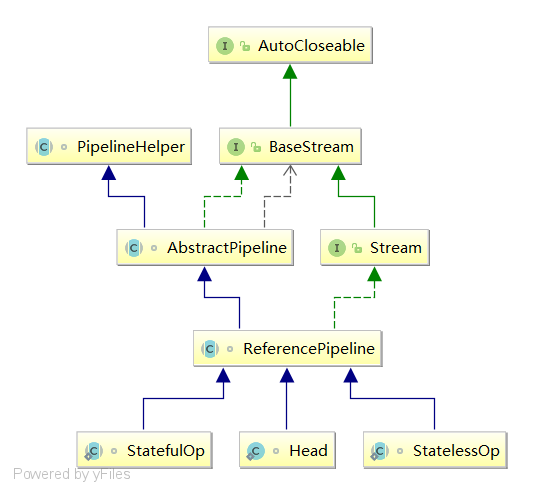 I AutoCloseable
C PipelineHelper
I BaseStream
C AbstractPipeline
I Stream
C ReferencePipeline
C StatefulOp
C Head
C StatelessOp
Powered by yFiles